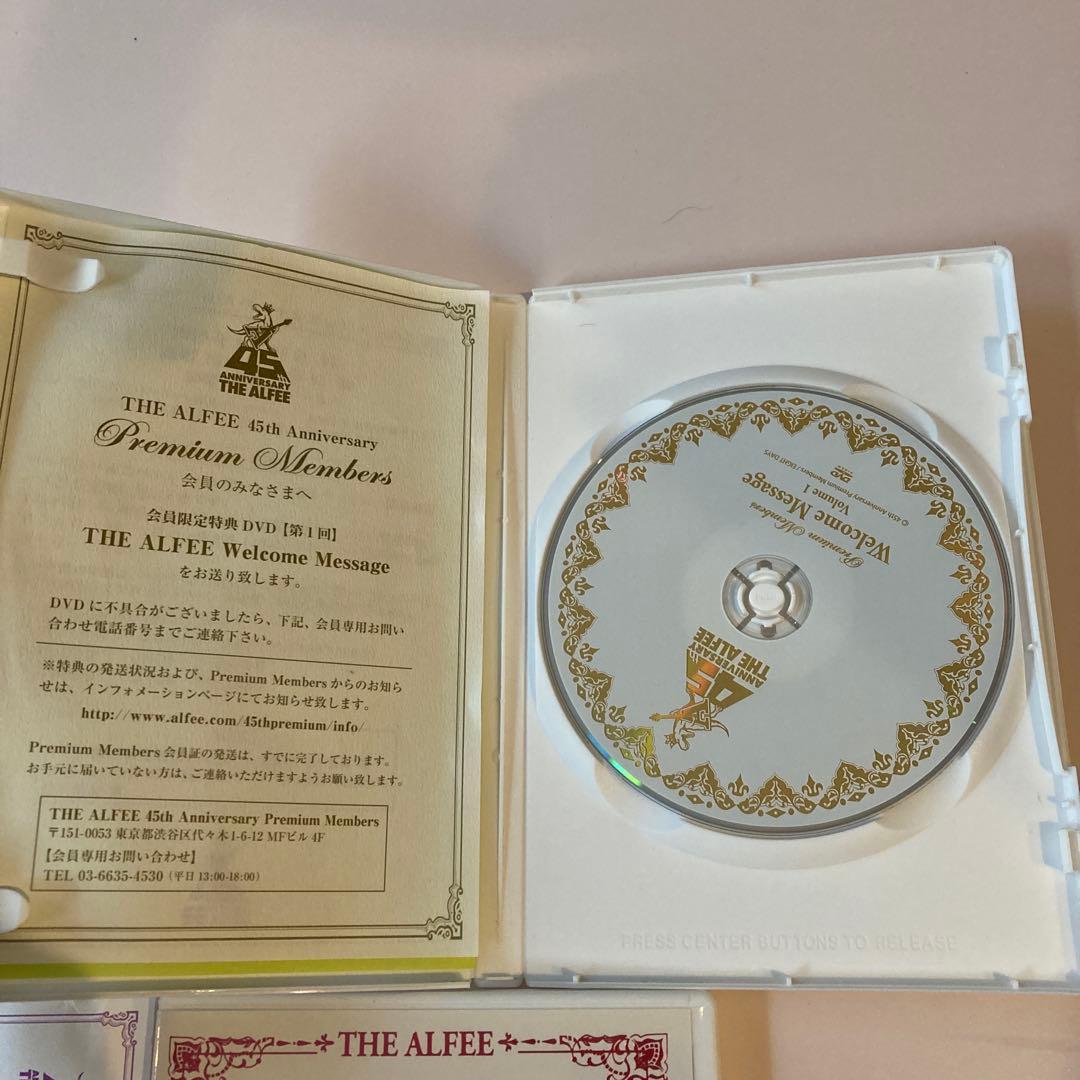 45th
ANNIVERSARY
THE ALFEE
THE ALFEE 45th Anniversary
Premium Members
会員のみなさまへ
会員限定特典 DVD【第1回】
THE ALFEE Welcome Message
をお送り致します。
DVDに不具合がございましたら、下記、会員専用お問い
合わせ電話番号までご連絡下さい。
※特典の発送状況および、Premium Membersからのお知ら
せは、インフォメーションページにてお知らせ致します。
http://www.alfee.com/45thpremium/info/
Premium Members会員証の発送は、すでに完了しております。
お手元に届いていない方は、ご連絡いただけますようお願い致します。
THE ALFEE 45th Anniversary Premium Members
〒151-0053 東京都渋谷区代々木1-6-12 MFビル 4F
【会員専用お問い合わせ】
TEL 03-6635-4530（平日 13:00-18:00）
45th
ANNIVERSARY
THE ALFEE
Premium Members
Welcome Message
Volume 1
DVD
© 45th Anniversary Premium Members / EIGHT DAYS
PRESS CENTER BUTTONS TO RELEASE
THE ALFEE